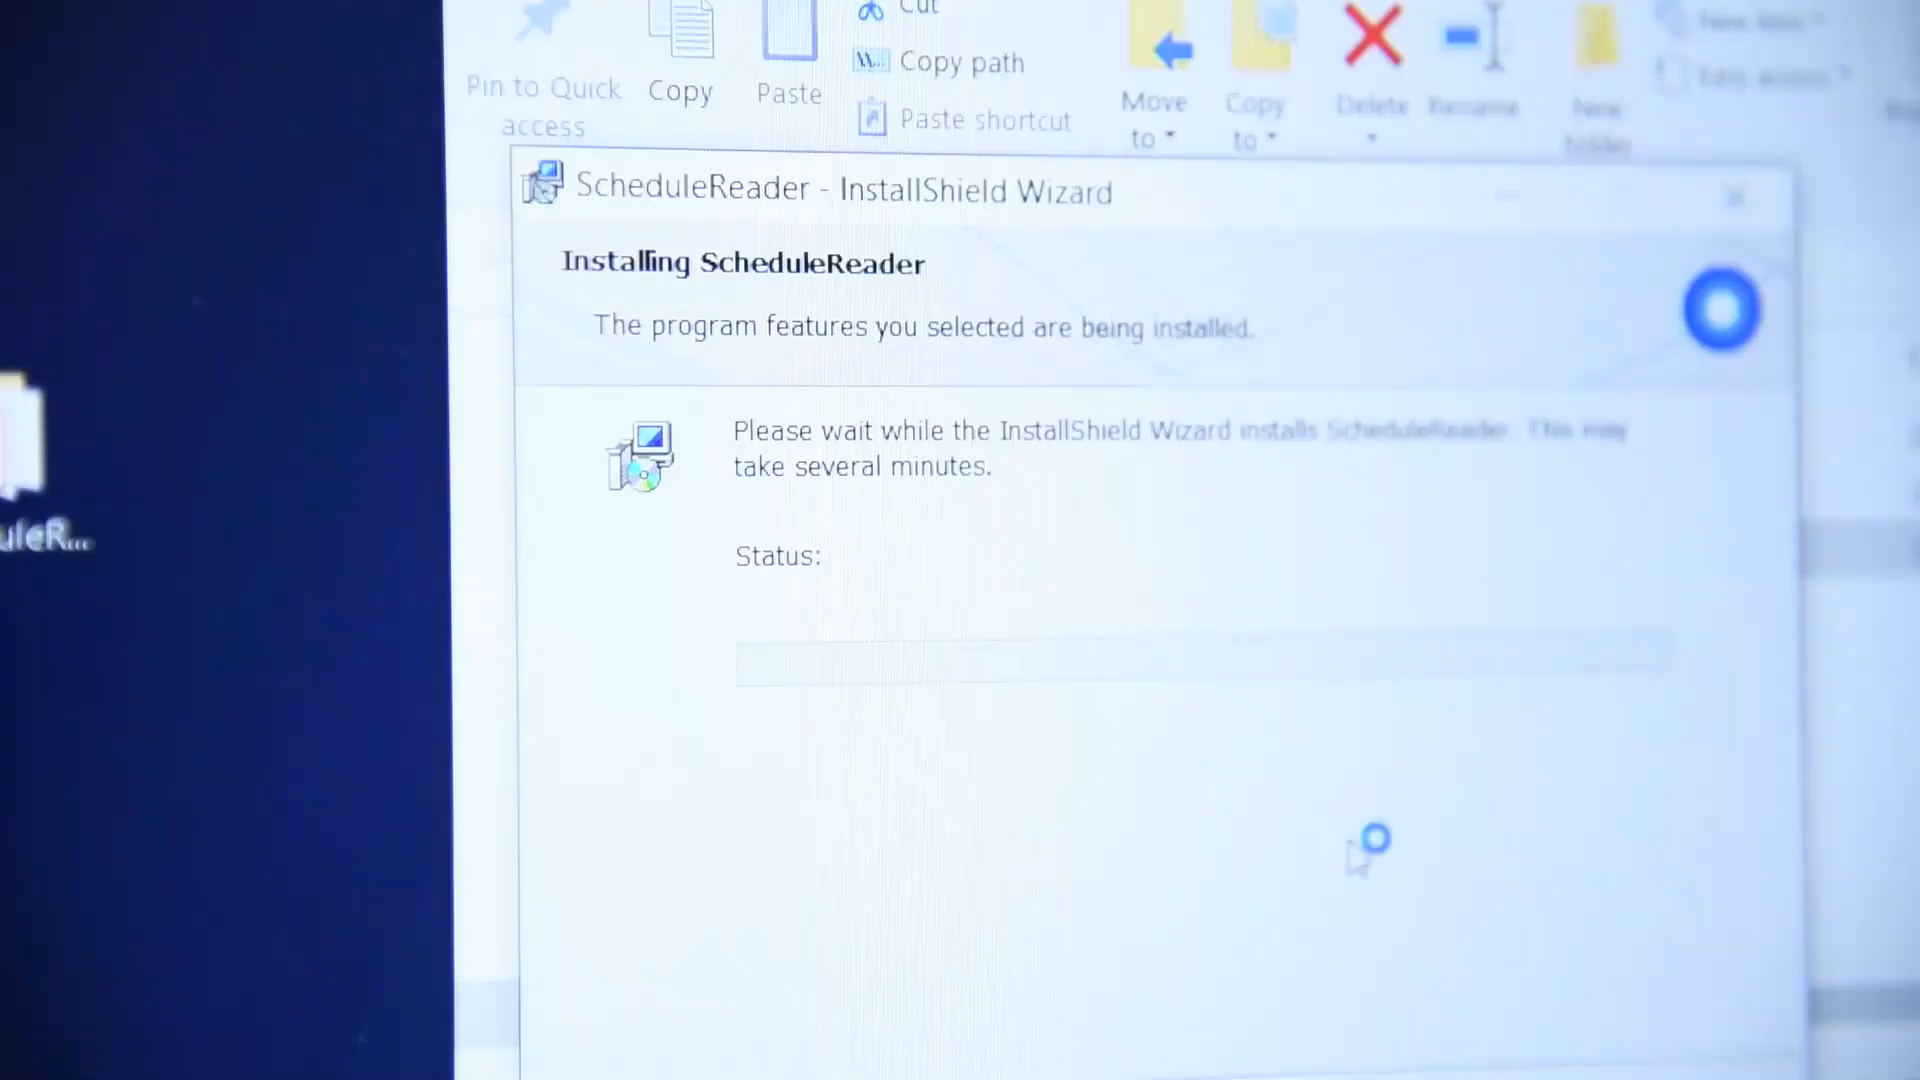 Cut
Copy path
Paste shortcut
Pin to Quick
access
Copy
Paste
Move
to
Copy
to
Delete
Rename
New
folder
ScheduleReader - InstallShield Wizard
Installing ScheduleReader
The program features you selected are being installed.
Please wait while the InstallShield Wizard installs ScheduleReader. This may
take several minutes.
Status:
uleR...